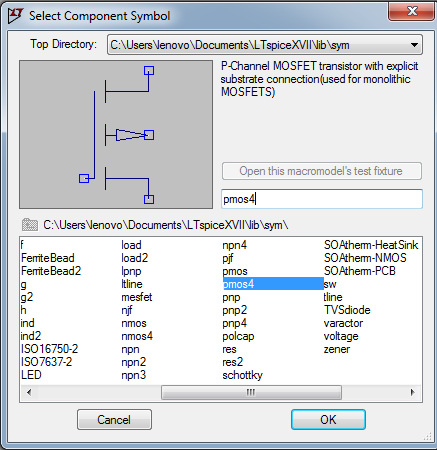 Select Component Symbol
Top Directory: C:\Users\lenovo\Documents\LTspiceXVII\lib\sym
P-Channel MOSFET transistor with explicit
substrate connection(used for monolithic
MOSFETS)
Open this macromodel's test fixture
pmos4
C:\Users\lenovo\Documents\LTspiceXVII\lib\sym\
f load npn4 SOAtherm-HeatSink
FerriteBead load2 pjf SOAtherm-NMOS
FerriteBead2 lpnp pmos SOAtherm-PCB
g ltline pmos4 sw
g2 mesfet pnp tline
h njf pnp2 TVSdiode
ind nmos pnp4 varactor
ind2 nmos4 polcap voltage
ISO16750-2 npn res zener
ISO7637-2 npn2 res2
LED npn3 schottky
Cancel OK